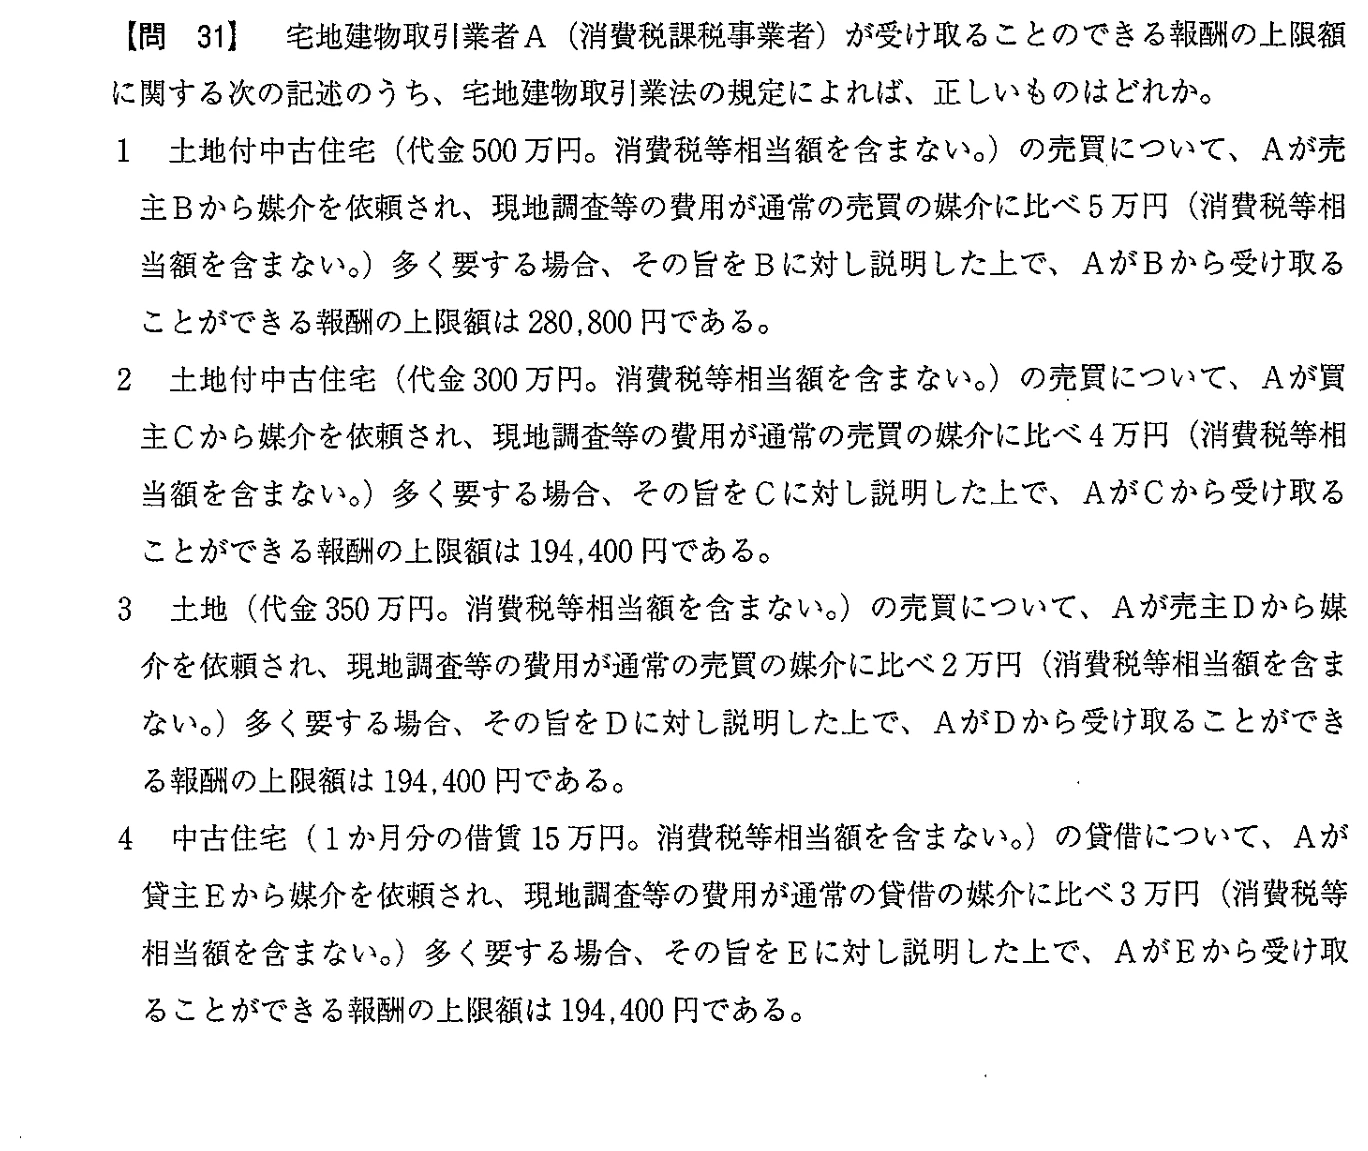 【問　31】　宅地建物取引業者Ａ（消費税課税事業者）が受け取ることのできる報酬の上限額
に関する次の記述のうち、宅地建物取引業法の規定によれば、正しいものはどれか。
1　土地付中古住宅（代金500万円。消費税等相当額を含まない。）の売買について、Ａが売
主Ｂから媒介を依頼され、現地調査等の費用が通常の売買の媒介に比べ5万円（消費税等相
当額を含まない。）多く要する場合、その旨をＢに対し説明した上で、ＡがＢから受け取る
ことができる報酬の上限額は280,800円である。
2　土地付中古住宅（代金300万円。消費税等相当額を含まない。）の売買について、Ａが買
主Ｃから媒介を依頼され、現地調査等の費用が通常の売買の媒介に比べ4万円（消費税等相
当額を含まない。）多く要する場合、その旨をＣに対し説明した上で、ＡがＣから受け取る
ことができる報酬の上限額は194,400円である。
3　土地（代金350万円。消費税等相当額を含まない。）の売買について、Ａが売主Ｄから媒
介を依頼され、現地調査等の費用が通常の売買の媒介に比べ2万円（消費税等相当額を含ま
ない。）多く要する場合、その旨をＤに対し説明した上で、ＡがＤから受け取ることができ
る報酬の上限額は194,400円である。
4　中古住宅（1か月分の借賃15万円。消費税等相当額を含まない。）の貸借について、Ａが
貸主Ｅから媒介を依頼され、現地調査等の費用が通常の貸借の媒介に比べ3万円（消費税等
相当額を含まない。）多く要する場合、その旨をＥに対し説明した上で、ＡがＥから受け取
ることができる報酬の上限額は194,400円である。